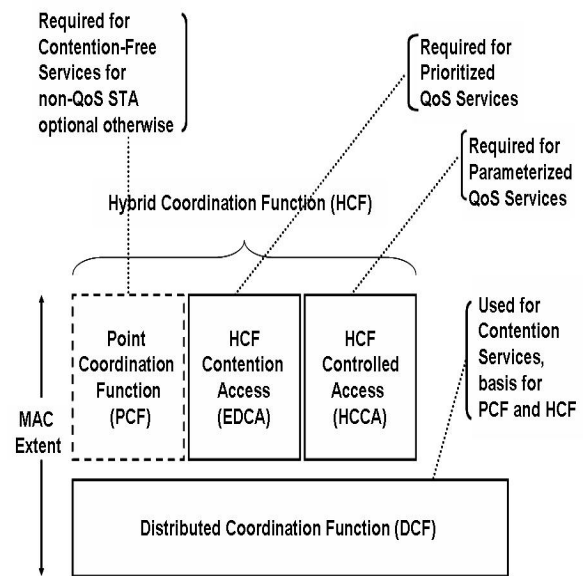 Required for
Contention-Free
Services for
non-QoS STA
optional otherwise
Required for
Prioritized
QoS Services
Required for
Parameterized
QoS Services
Hybrid Coordination Function (HCF)
Used for
Contention
Services,
basis for
PCF and HCF
Point
Coordination
Function
(PCF)
HCF
Contention
Access
(EDCA)
HCF
Controlled
Access
(HCCA)
MAC
Extent
Distributed Coordination Function (DCF)